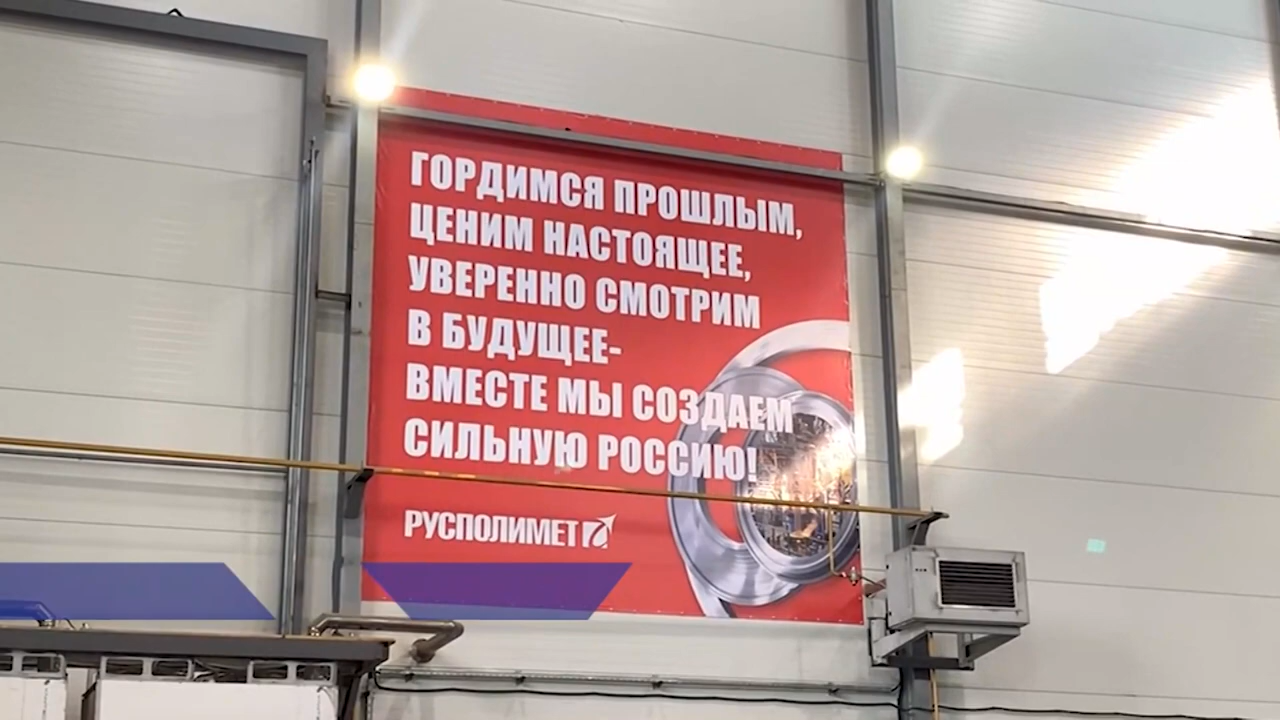 ГОРДИМСЯ ПРОШЛЫМ,
ЦЕНИМ НАСТОЯЩЕЕ,
УВЕРЕННО СМОТРИМ
В БУДУЩЕЕ-
ВМЕСТЕ МЫ СОЗДАЕМ
СИЛЬНУЮ РОССИЮ!
РУСПОЛИМЕТ